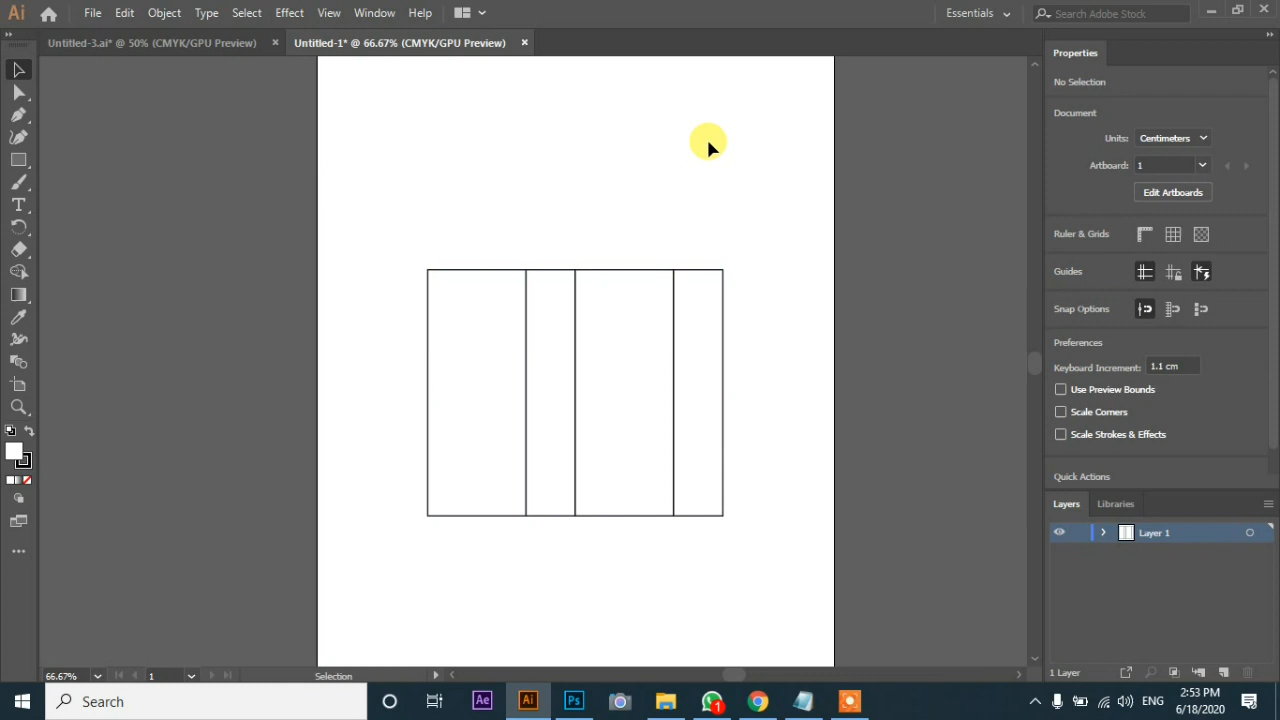 Ai File Edit Object Type Select Effect View Window Help Essentials Search Adobe Stock
Untitled-3.ai* @ 50% (CMYK/GPU Preview) Untitled-1* @ 66.67% (CMYK/GPU Preview)
Properties
No Selection
Document
Units: Centimeters
Artboard: 1
Edit Artboards
Ruler & Grids
Guides
Snap Options
Preferences
Keyboard Increment: 1.1 cm
Use Preview Bounds
Scale Corners
Scale Strokes & Effects
Quick Actions
Layers Libraries
Layer 1
66.67% 1 Selection 1 Layer
Search Ae Ai Ps 1 ENG 2:53 PM
6/18/2020